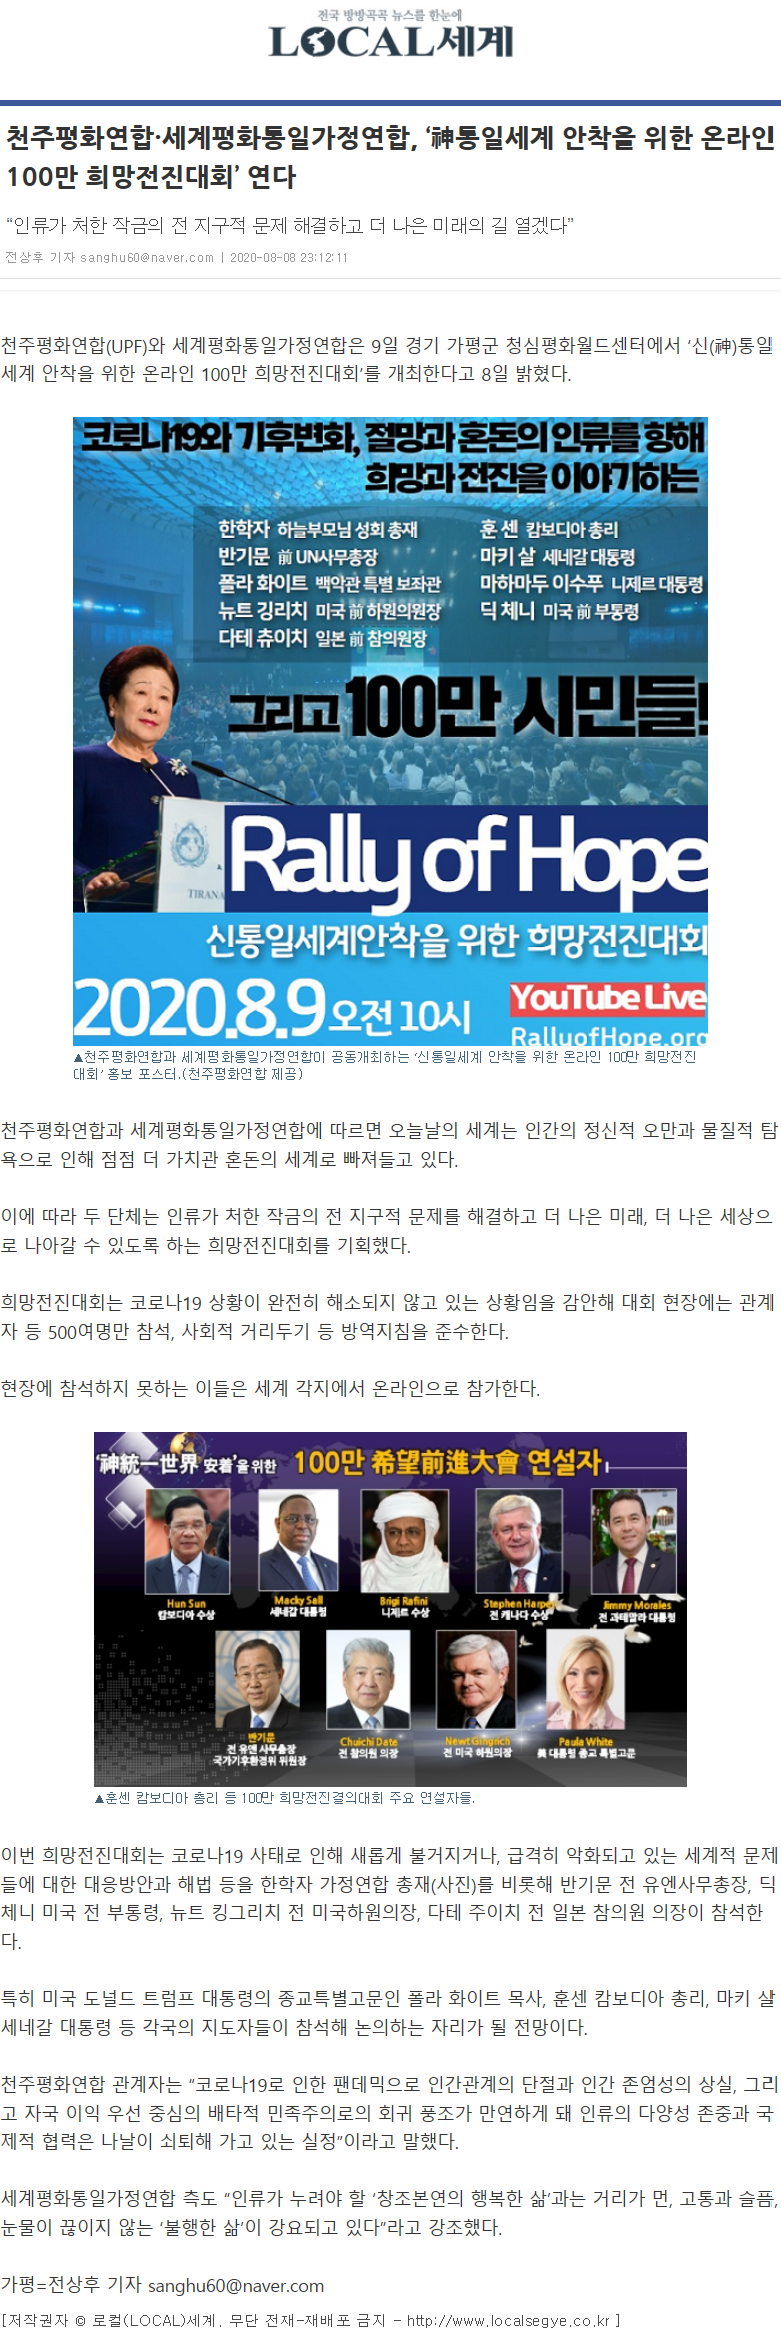 전국 방방곡곡 뉴스를 한눈에
LOCAL세계
천주평화연합·세계평화통일가정연합, ‘神통일세계 안착을 위한 온라인
100만 희망전진대회’ 연다
“인류가 처한 작금의 전 지구적 문제 해결하고 더 나은 미래의 길 열겠다”
전상후 기자 sanghu60@naver.com | 2020-08-08 23:12:11
천주평화연합(UPF)와 세계평화통일가정연합은 9일 경기 가평군 청심평화월드센터에서 ‘신(神)통일
세계 안착을 위한 온라인 100만 희망전진대회’를 개최한다고 8일 밝혔다.
코로나19와 기후변화, 절망과 혼돈의 인류를 향해
희망과 전진을 이야기하는
한학자 하늘부모님 성회 총재
훈 센 캄보디아 총리
반기문 前 UN사무총장
마키 살 세네갈 대통령
폴라 화이트 백악관 특별 보좌관
마하마두 이수푸 니제르 대통령
뉴트 깅리치 미국 前 하원의원장
딕 체니 미국 前 부통령
다테 츄이치 일본 前 참의원장
그리고 100만 시민들!
TIRANA
Rally of Hope
신통일세계안착을 위한 희망전진대회
2020.8.9 오전 10시
YouTube Live
RallyofHope.org
▲천주평화연합과 세계평화통일가정연합이 공동개최하는 ‘신통일세계 안착을 위한 온라인 100만 희망전진
대회’ 홍보 포스터.(천주평화연합 제공)
천주평화연합과 세계평화통일가정연합에 따르면 오늘날의 세계는 인간의 정신적 오만과 물질적 탐
욕으로 인해 점점 더 가치관 혼돈의 세계로 빠져들고 있다.
이에 따라 두 단체는 인류가 처한 작금의 전 지구적 문제를 해결하고 더 나은 미래, 더 나은 세상으
로 나아갈 수 있도록 하는 희망전진대회를 기획했다.
희망전진대회는 코로나19 상황이 완전히 해소되지 않고 있는 상황임을 감안해 대회 현장에는 관계
자 등 500여명만 참석, 사회적 거리두기 등 방역지침을 준수한다.
현장에 참석하지 못하는 이들은 세계 각지에서 온라인으로 참가한다.
‘神統一世界 安着’을 위한 100만 希望前進大會 연설자
Hun Sun
캄보디아 수상
Macky Sall
세네갈 대통령
Brigi Rafini
니제르 수상
Stephen Harper
전 캐나다 수상
Jimmy Morales
전 과테말라 대통령
반기문
전 유엔 사무총장
국가기후환경위 위원장
Chuichi Date
전 참의원 의장
Newt Gingrich
전 미국 하원의장
Paula White
美 대통령 종교 특별고문
▲훈센 캄보디아 총리 등 100만 희망전진결의대회 주요 연설자들.
이번 희망전진대회는 코로나19 사태로 인해 새롭게 불거지거나, 급격히 악화되고 있는 세계적 문제
들에 대한 대응방안과 해법 등을 한학자 가정연합 총재(사진)를 비롯해 반기문 전 유엔사무총장, 딕
체니 미국 전 부통령, 뉴트 킹그리치 전 미국하원의장, 다테 주이치 전 일본 참의원 의장이 참석한
다.
특히 미국 도널드 트럼프 대통령의 종교특별고문인 폴라 화이트 목사, 훈센 캄보디아 총리, 마키 살
세네갈 대통령 등 각국의 지도자들이 참석해 논의하는 자리가 될 전망이다.
천주평화연합 관계자는 “코로나19로 인한 팬데믹으로 인간관계의 단절과 인간 존엄성의 상실, 그리
고 자국 이익 우선 중심의 배타적 민족주의로의 회귀 풍조가 만연하게 돼 인류의 다양성 존중과 국
제적 협력은 나날이 쇠퇴해 가고 있는 실정”이라고 말했다.
세계평화통일가정연합 측도 “인류가 누려야 할 ‘창조본연의 행복한 삶’과는 거리가 먼, 고통과 슬픔,
눈물이 끊이지 않는 ‘불행한 삶’이 강요되고 있다”라고 강조했다.
가평=전상후 기자 sanghu60@naver.com
[저작권자 © 로컬(LOCAL)세계. 무단 전재-재배포 금지 - http://www.localsegye.co.kr ]